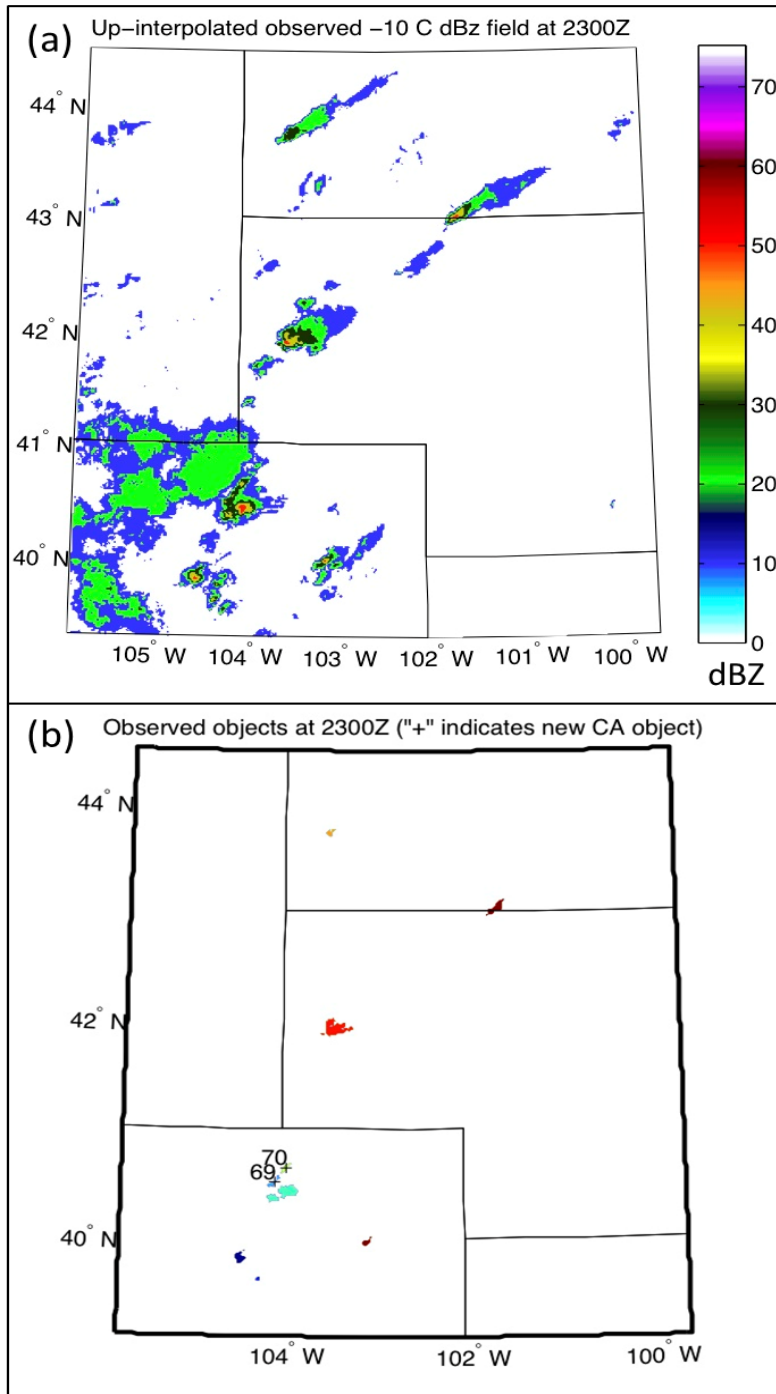 (a) Up-interpolated observed -10 C dBz field at 2300Z
44° N
43° N
42° N
41° N
40° N
105° W 104° W 103° W 102° W 101° W 100° W
70
60
50
40
30
20
10
0
dBZ
(b) Observed objects at 2300Z ("+" indicates new CA object)
44° N
42° N
70
69
40° N
104° W 102° W 100° W